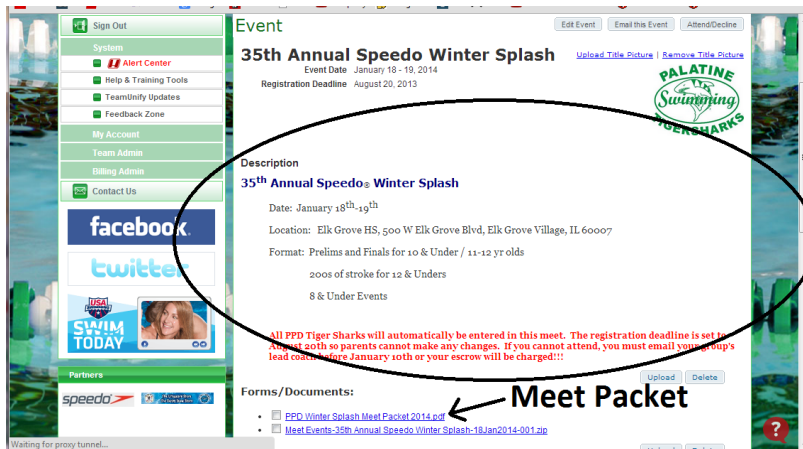 Sign Out
System
Alert Center
Help & Training Tools
TeamUnify Updates
Feedback Zone
My Account
Team Admin
Billing Admin
Contact Us
facebook
twitter
USA
SWIM
TODAY
Partners
speedo
Waiting for proxy tunnel...
Event
Edit Event Email this Event Attend/Decline
35th Annual Speedo Winter Splash
Upload Title Picture | Remove Title Picture
Event Date January 18 - 19, 2014
Registration Deadline August 20, 2013
PALATINE
Swimming
TIGERSHARKS
Description
35th Annual Speedo® Winter Splash
Date: January 18th-19th
Location: Elk Grove HS, 500 W Elk Grove Blvd, Elk Grove Village, IL 60007
Format: Prelims and Finals for 10 & Under / 11-12 yr olds
200s of stroke for 12 & Unders
8 & Under Events
All PPD Tiger Sharks will automatically be entered in this meet. The registration deadline is set to
August 20th so parents cannot make any changes. If you cannot attend, you must email your group's
lead coach before January 10th or your escrow will be charged!!!
Upload Delete
Forms/Documents:
Meet Packet
PPD Winter Splash Meet Packet 2014.pdf
Meet Events-35th Annual Speedo Winter Splash-18Jan2014-001.zip
Upload Delete
?